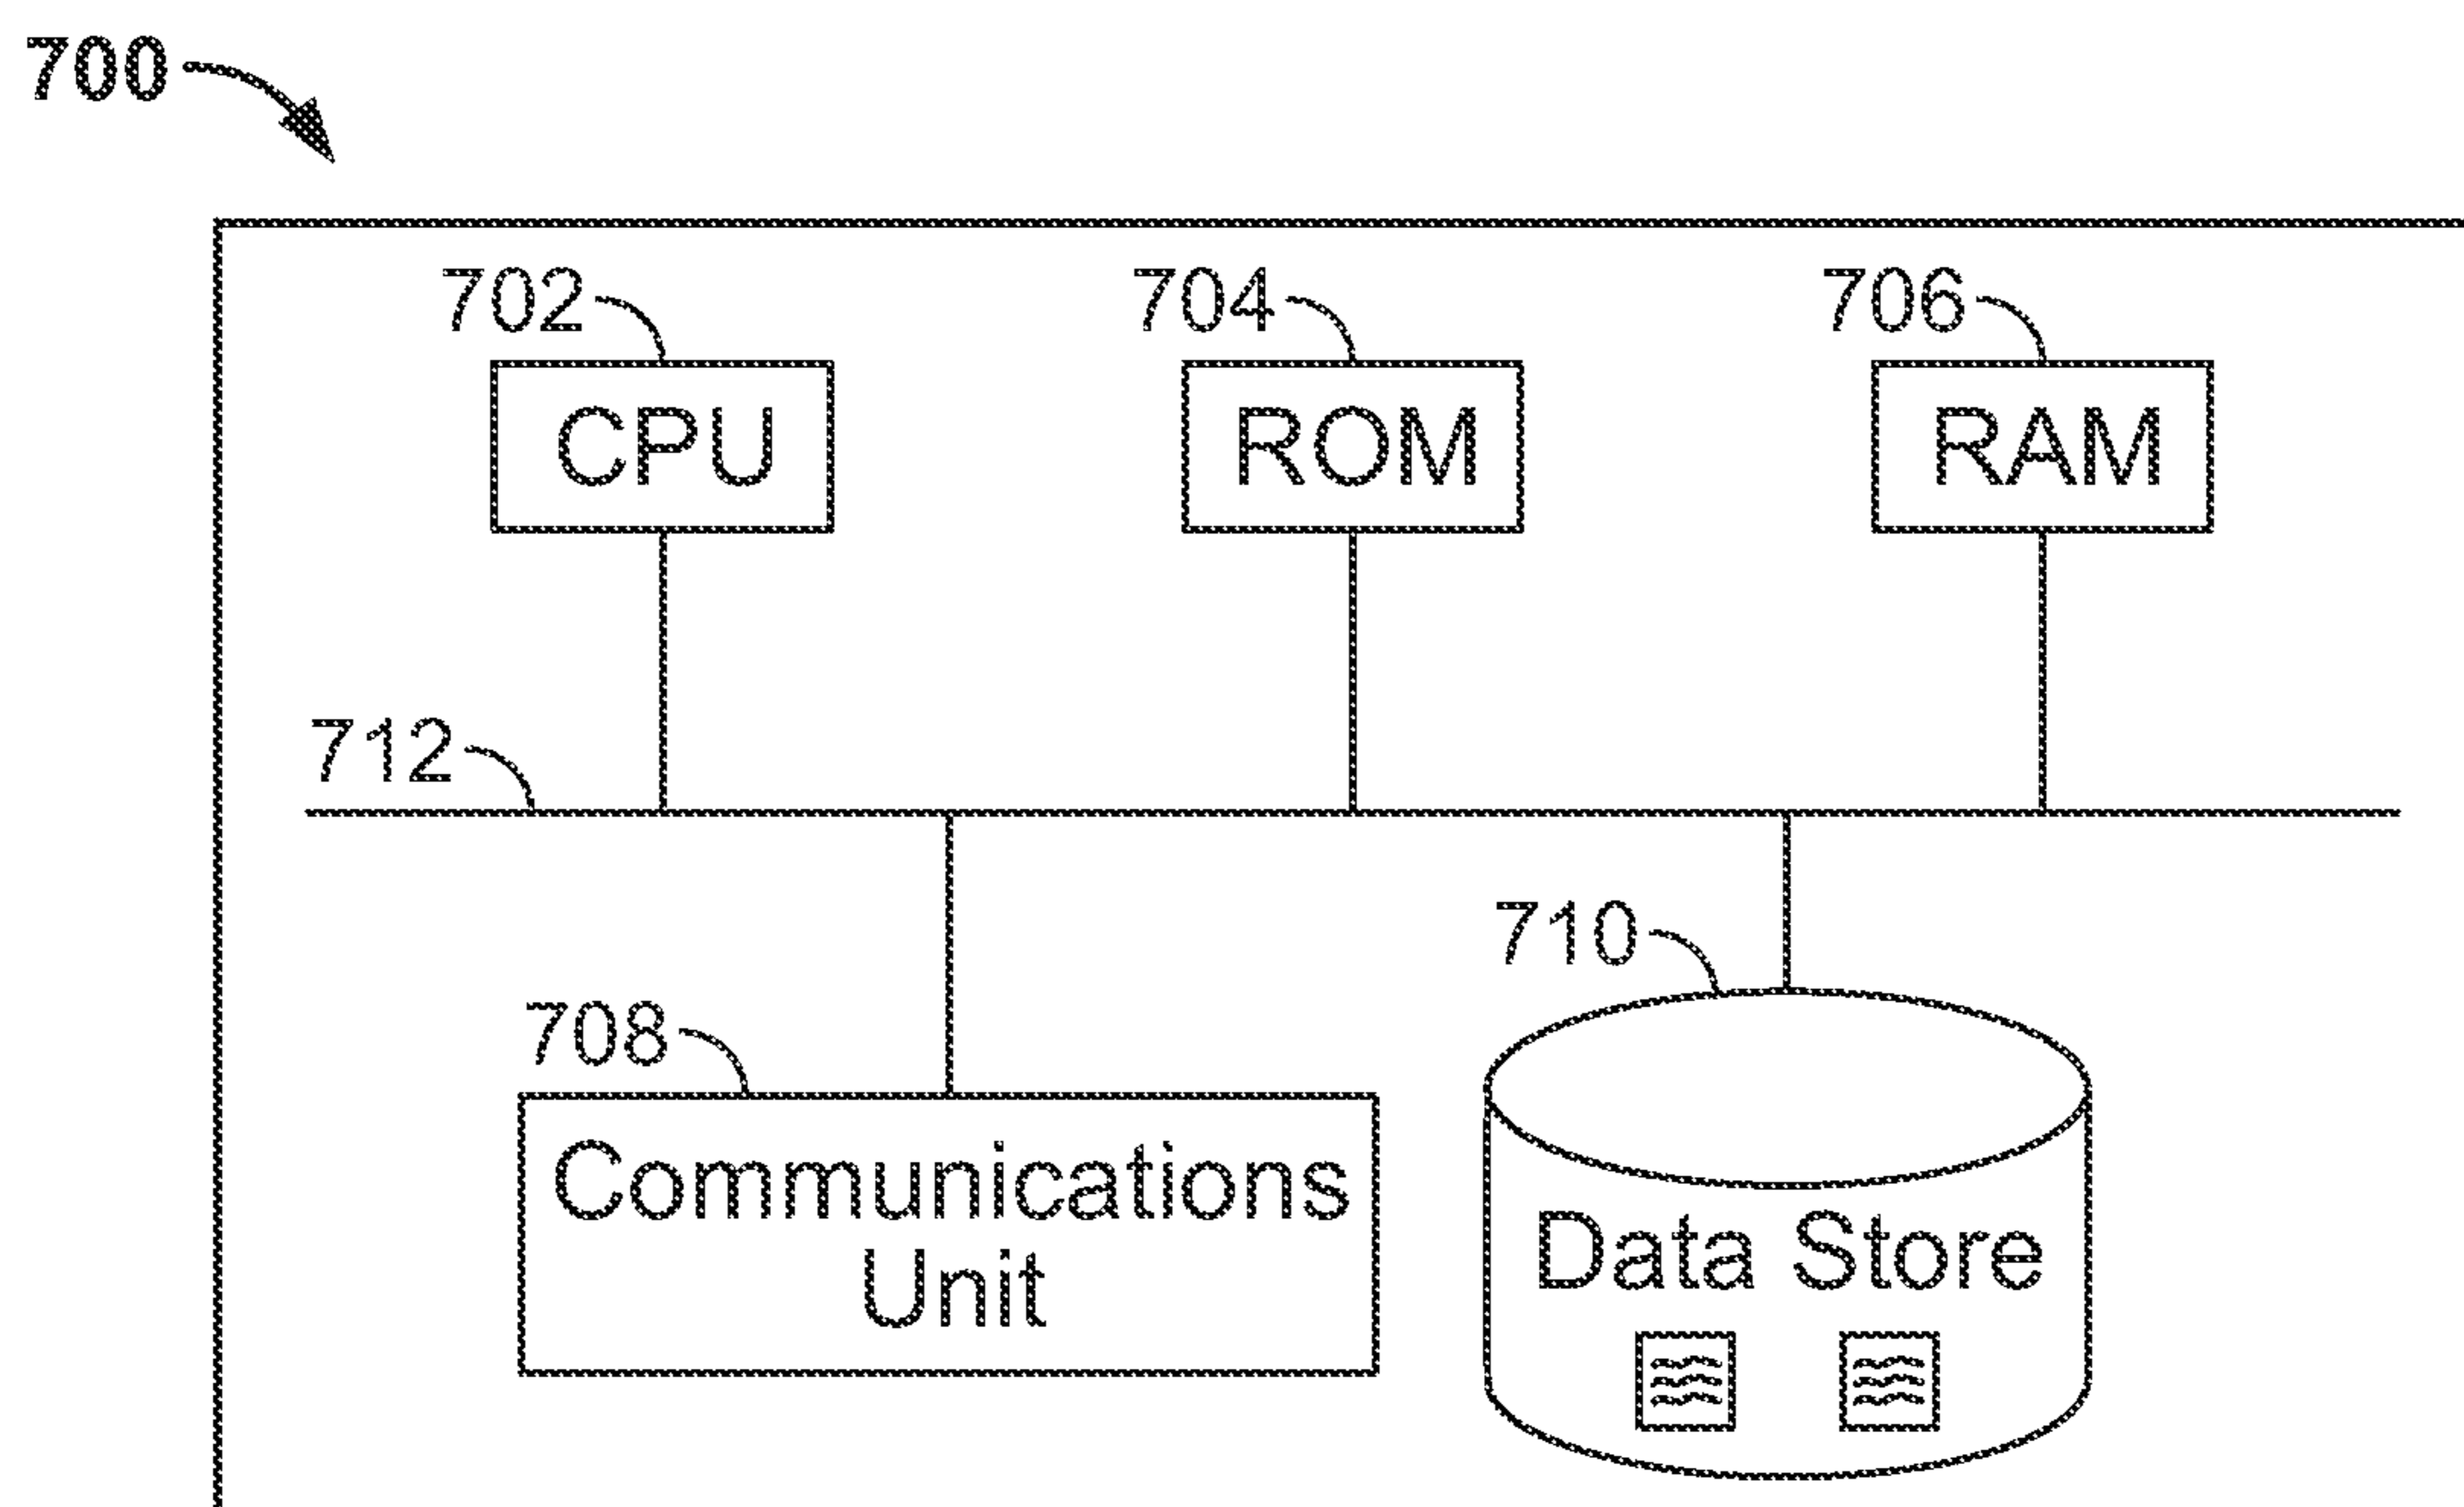 700
702 704 706
CPU ROM RAM
712
710
708
Communications
Unit
Data Store